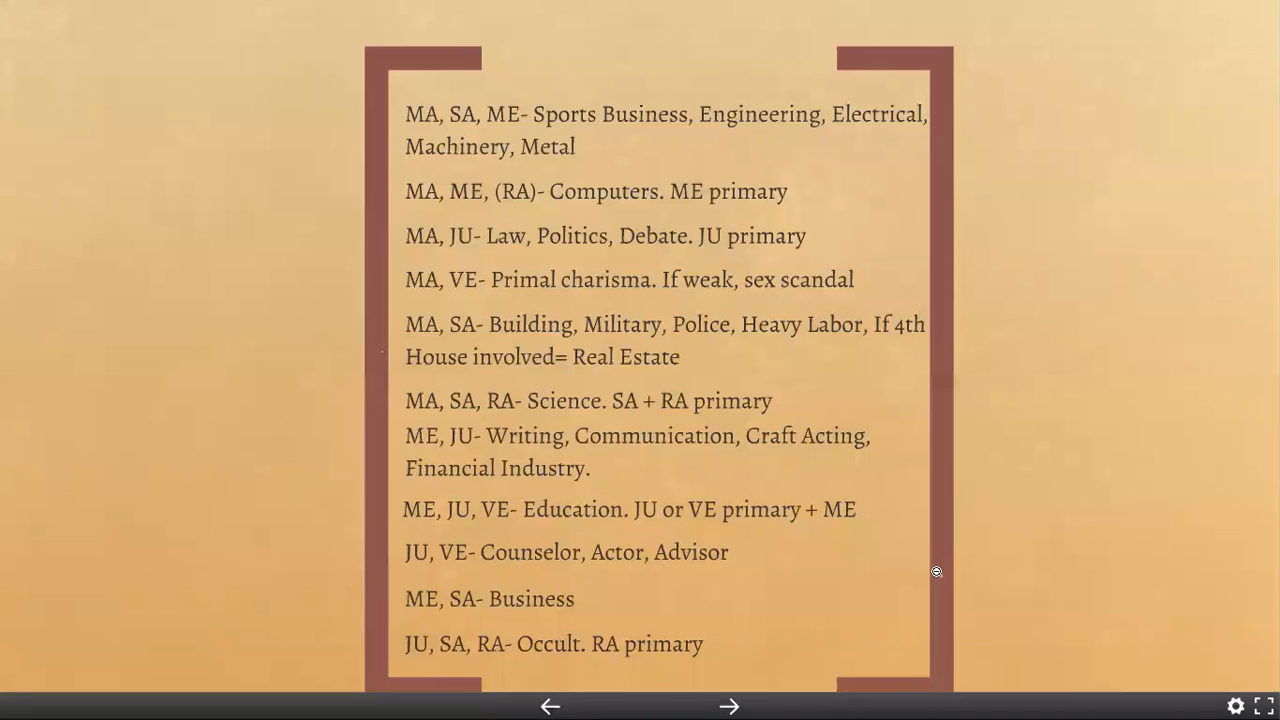 MA, SA, ME- Sports Business, Engineering, Electrical,
Machinery, Metal
MA, ME, (RA)- Computers. ME primary
MA, JU- Law, Politics, Debate. JU primary
MA, VE- Primal charisma. If weak, sex scandal
MA, SA- Building, Military, Police, Heavy Labor, If 4th
House involved= Real Estate
MA, SA, RA- Science. SA + RA primary
ME, JU- Writing, Communication, Craft Acting,
Financial Industry.
ME, JU, VE- Education. JU or VE primary + ME
JU, VE- Counselor, Actor, Advisor
ME, SA- Business
JU, SA, RA- Occult. RA primary